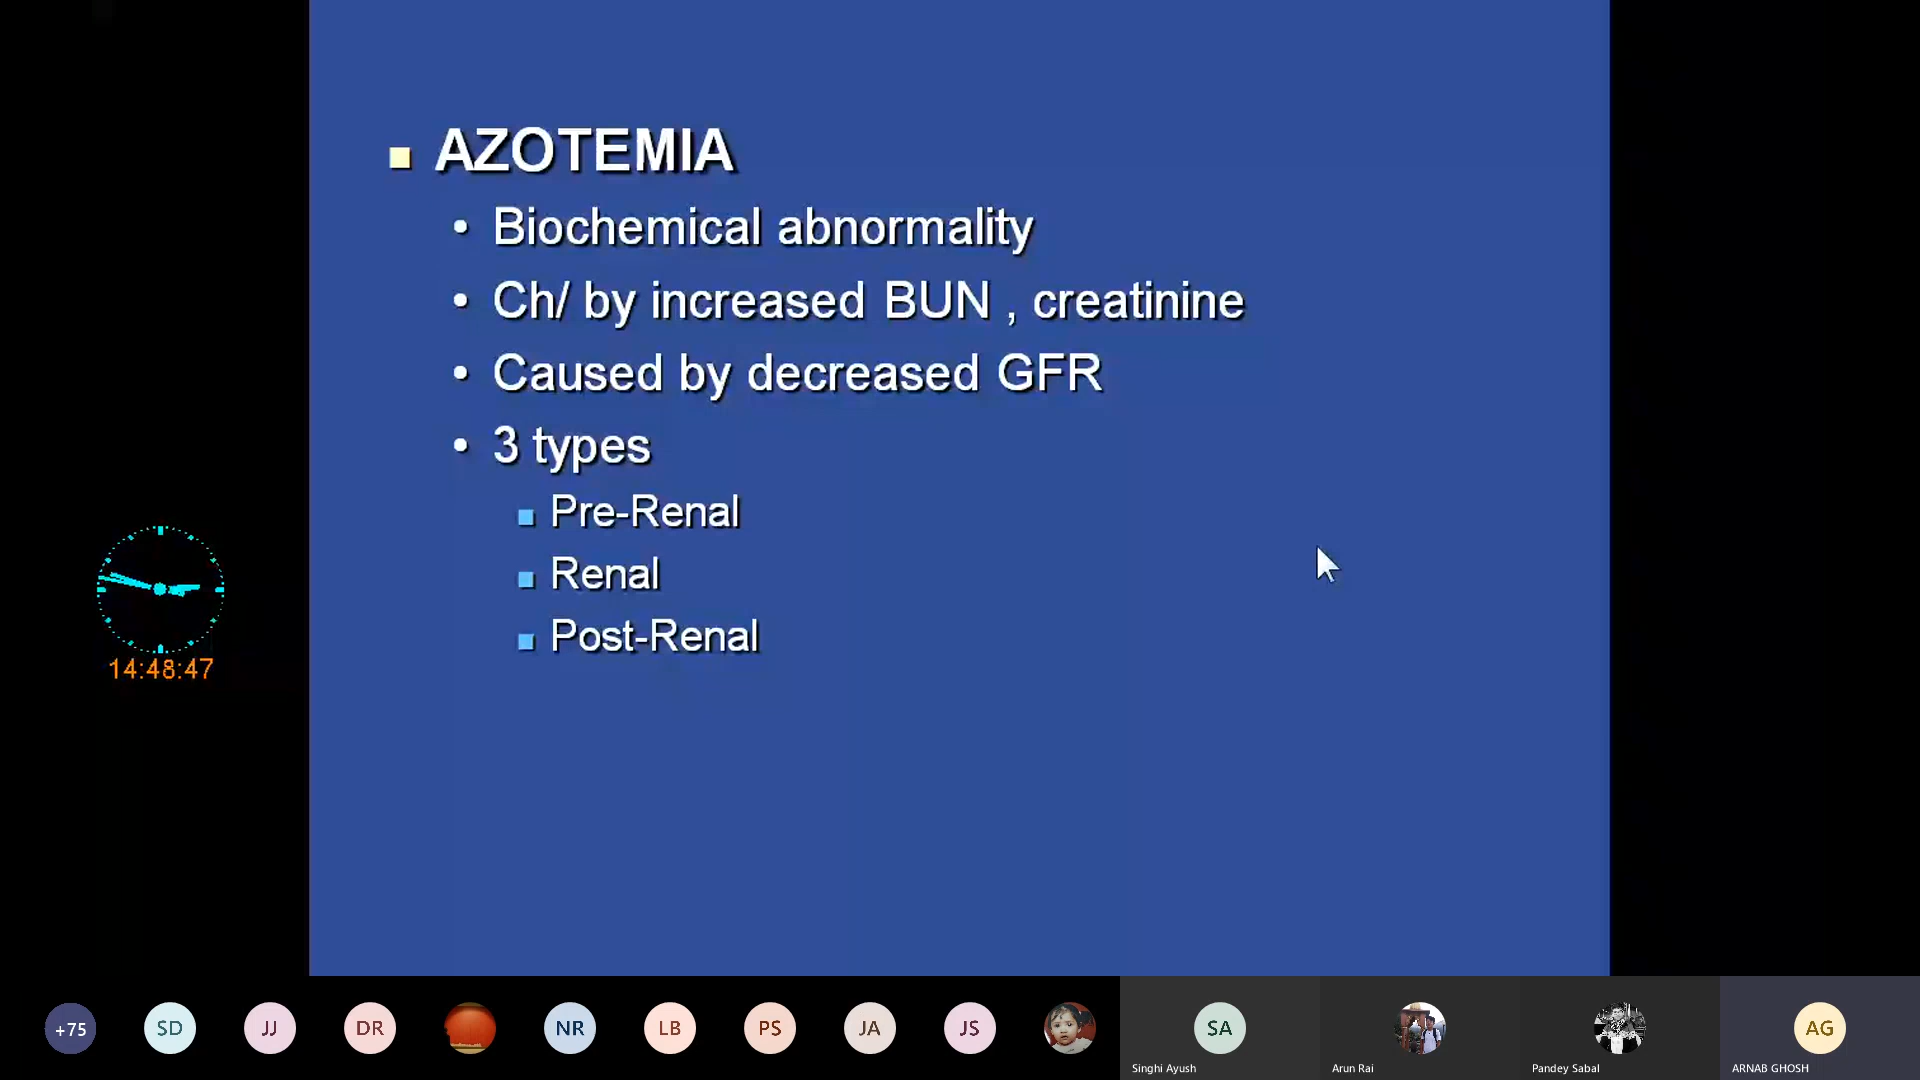 AZOTEMIA
Biochemical abnormality
Ch/ by increased BUN , creatinine
Caused by decreased GFR
3 types
Pre-Renal
Renal
Post-Renal
14:48:47
+75
SD
JJ
DR
NR
LB
PS
JA
JS
SA
AG
Singhi Ayush
Arun Rai
Pandey Sabal
ARNAB GHOSH